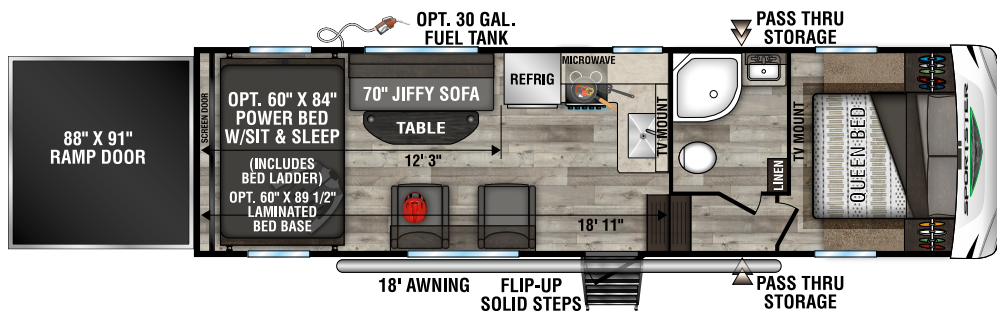 OPT. 30 GAL.
FUEL TANK
PASS THRU
STORAGE
88" X 91"
RAMP DOOR
SCREEN DOOR
OPT. 60" X 84"
POWER BED
W/SIT & SLEEP
(INCLUDES
BED LADDER)
OPT. 60" X 89 1/2"
LAMINATED
BED BASE
70" JIFFY SOFA
TABLE
12' 3"
REFRIG
MICROWAVE
TV MOUNT
LINEN
TV MOUNT
QUEEN BED
SPORTSTER
18' 11"
18' AWNING
FLIP-UP
SOLID STEPS
PASS THRU
STORAGE